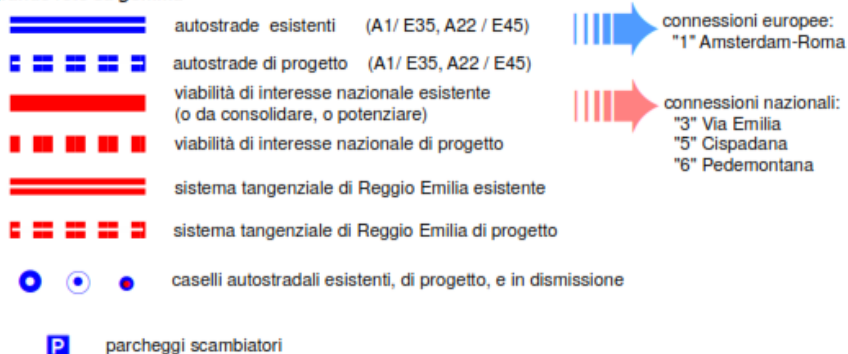 autostrade esistenti (A1/ E35, A22 / E45)
autostrade di progetto (A1/ E35, A22 / E45)
viabilità di interesse nazionale esistente
(o da consolidare, o potenziare)
viabilità di interesse nazionale di progetto
sistema tangenziale di Reggio Emilia esistente
sistema tangenziale di Reggio Emilia di progetto
caselli autostradali esistenti, di progetto, e in dismissione
P parcheggi scambiatori
connessioni europee:
"1" Amsterdam-Roma
connessioni nazionali:
"3" Via Emilia
"5" Cispadana
"6" Pedemontana